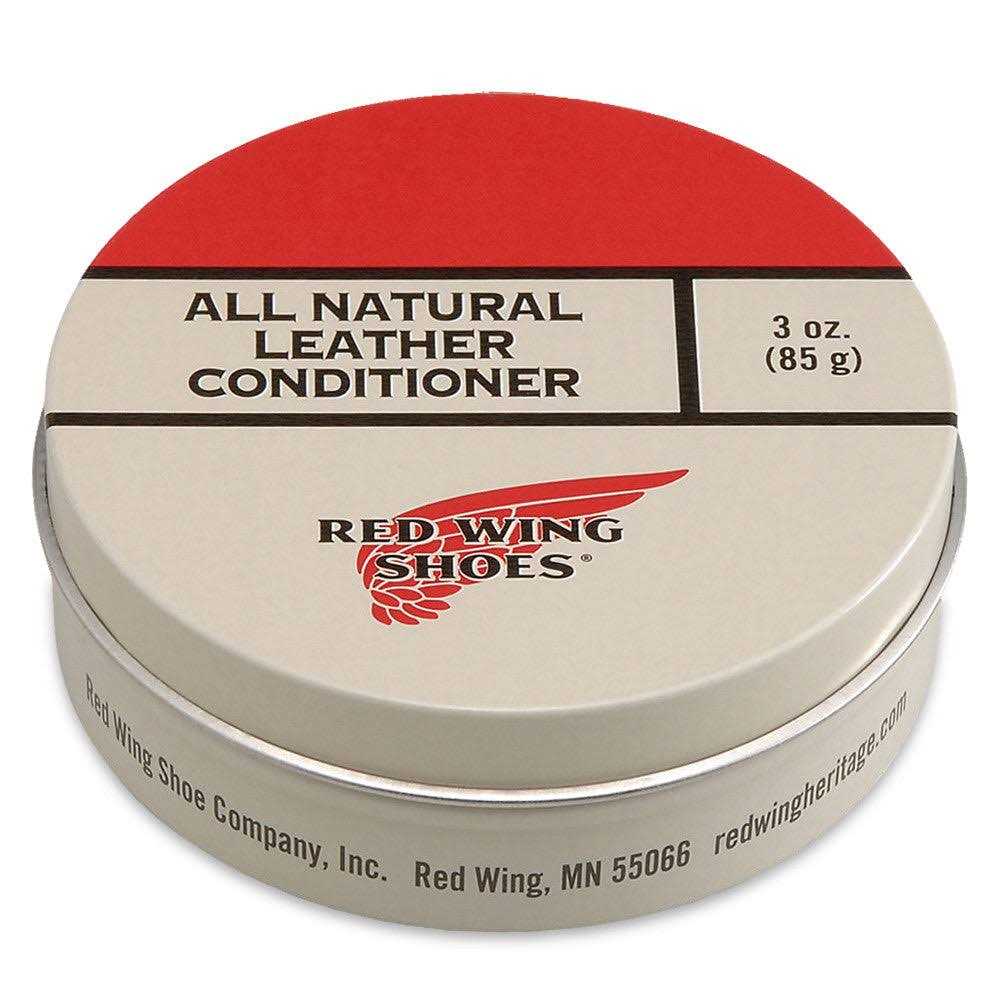 ALL NATURAL
LEATHER
CONDITIONER
3 oz.
(85 g)
RED WING
SHOES®
Red Wing Shoe Company, Inc. Red Wing, MN 55066 redwingheritage.com